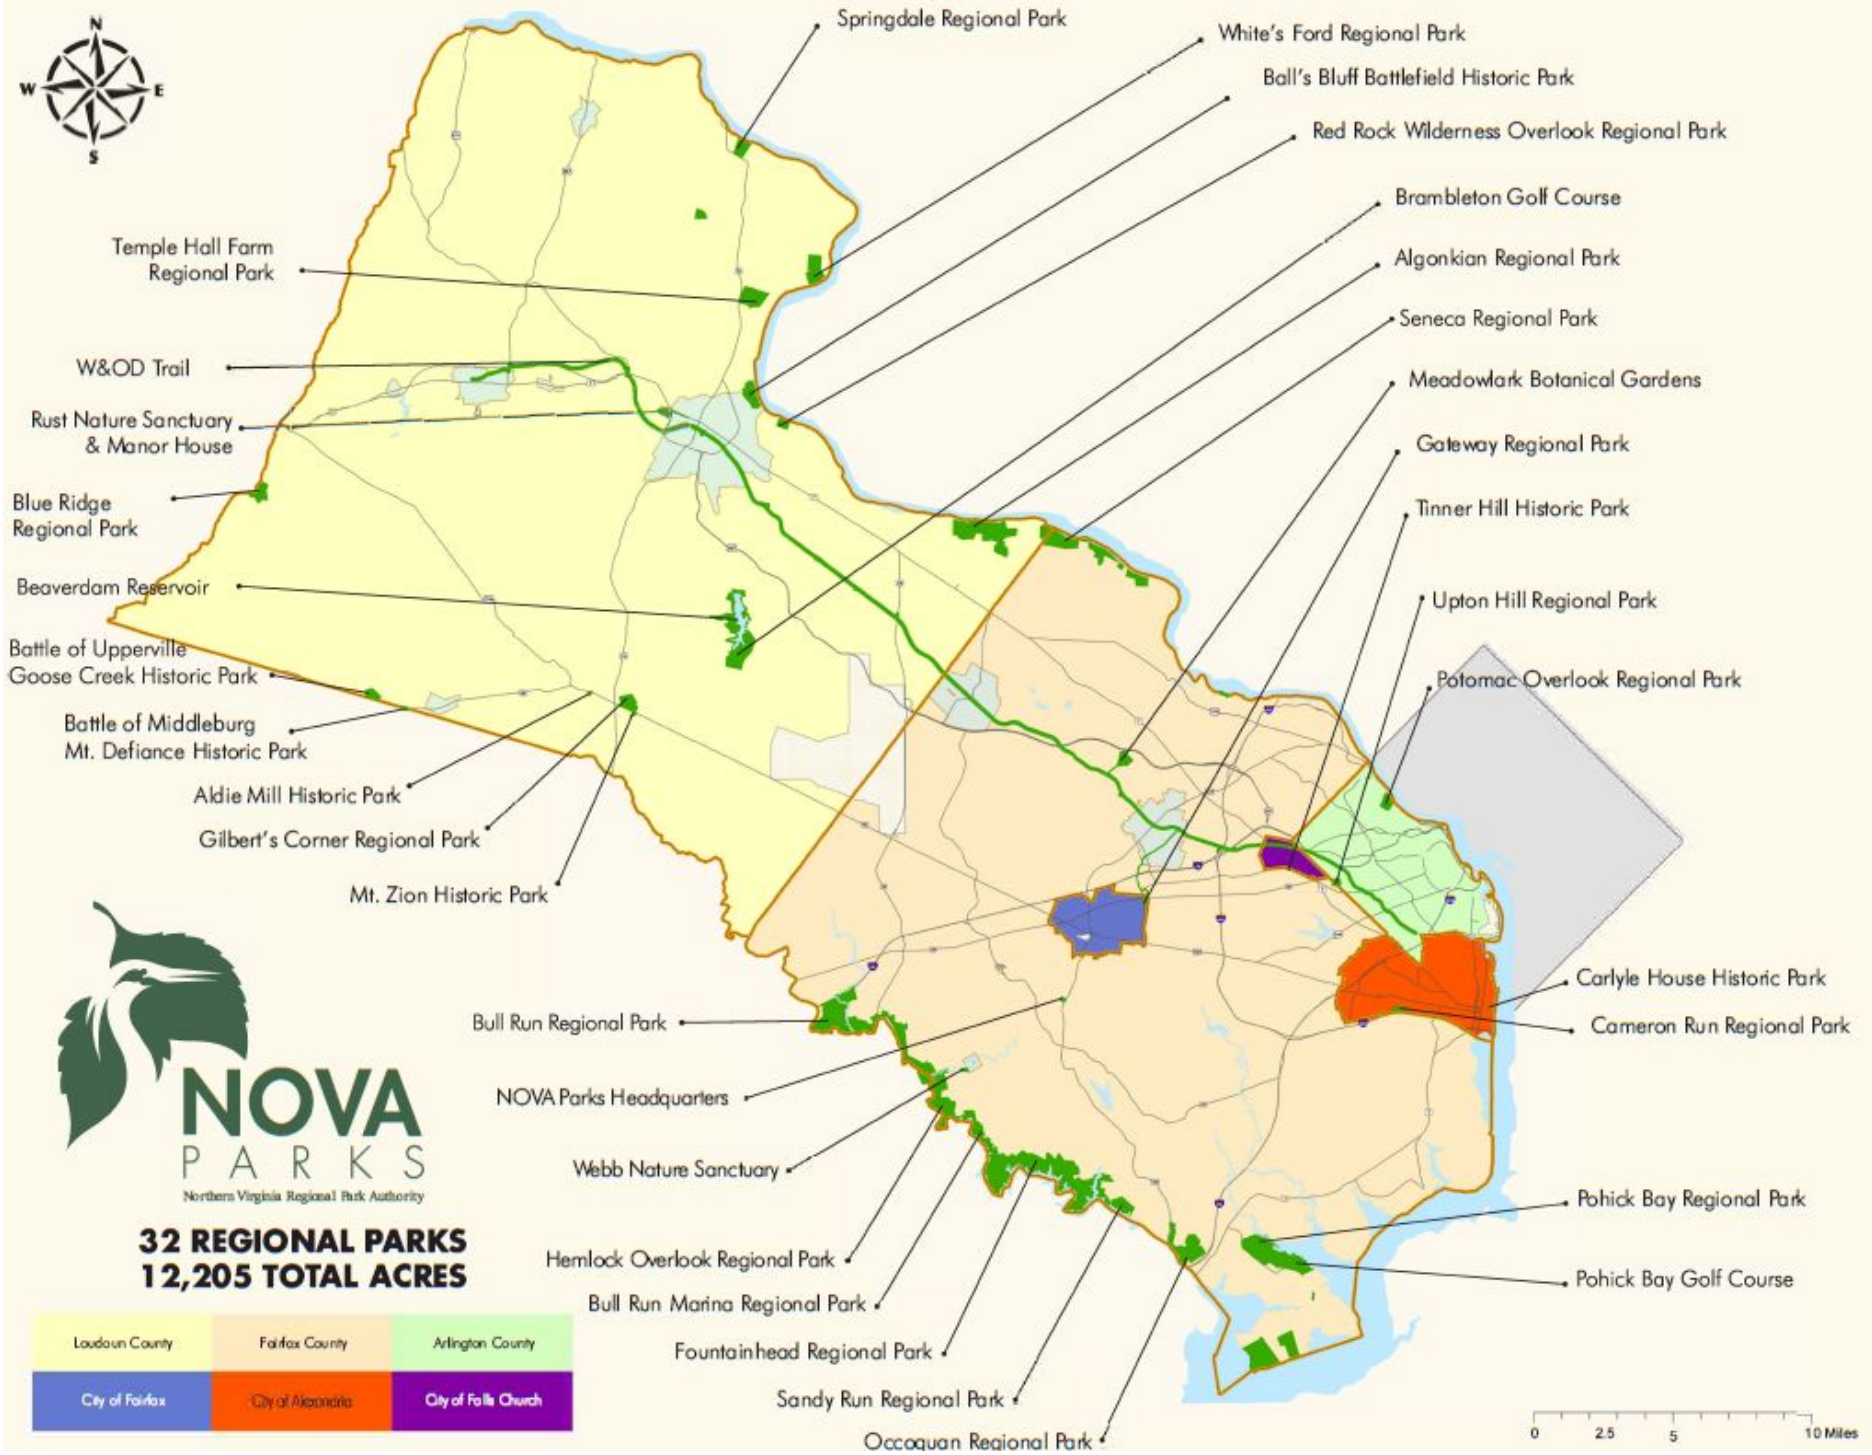 N
W
E
S
Springdale Regional Park
White's Ford Regional Park
Ball's Bluff Battlefield Historic Park
Red Rock Wilderness Overlook Regional Park
Brambleton Golf Course
Algonkian Regional Park
Seneca Regional Park
Meadowlark Botanical Gardens
Gateway Regional Park
Tinner Hill Historic Park
Upton Hill Regional Park
Potomac Overlook Regional Park
Temple Hall Farm
Regional Park
W&OD Trail
Rust Nature Sanctuary
& Manor House
Blue Ridge
Regional Park
Beaverdam Reservoir
Battle of Upperville
Goose Creek Historic Park
Battle of Middleburg
Mt. Defiance Historic Park
Aldie Mill Historic Park
Gilbert's Corner Regional Park
Mt. Zion Historic Park
Carlyle House Historic Park
Cameron Run Regional Park
Bull Run Regional Park
NOVA Parks Headquarters
Webb Nature Sanctuary
Hemlock Overlook Regional Park
Bull Run Marina Regional Park
Fountainhead Regional Park
Sandy Run Regional Park
Occoquan Regional Park
Pohick Bay Regional Park
Pohick Bay Golf Course
NOVA
PARKS
Northern Virginia Regional Park Authority
32 REGIONAL PARKS
12,205 TOTAL ACRES
Loudoun County
Fairfax County
Arlington County
City of Fairfax
City of Alexandria
City of Falls Church
0 2.5 5 10 Miles